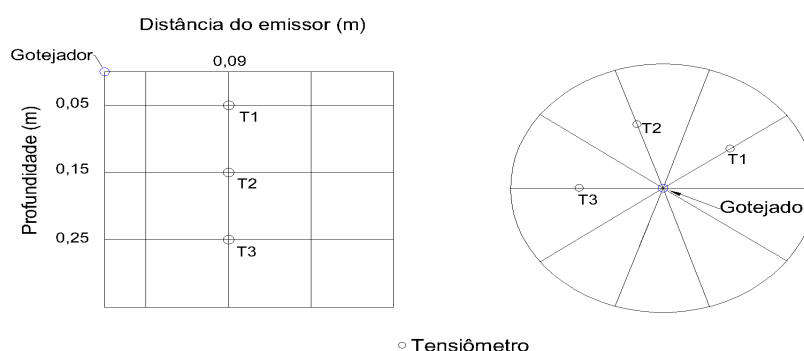 Distância do emissor (m)
Gotejador
0,09
0,05
T1
0,15
T2
0,25
T3
Profundidade (m)
T2
T1
T3
Gotejado
Tensiômetro